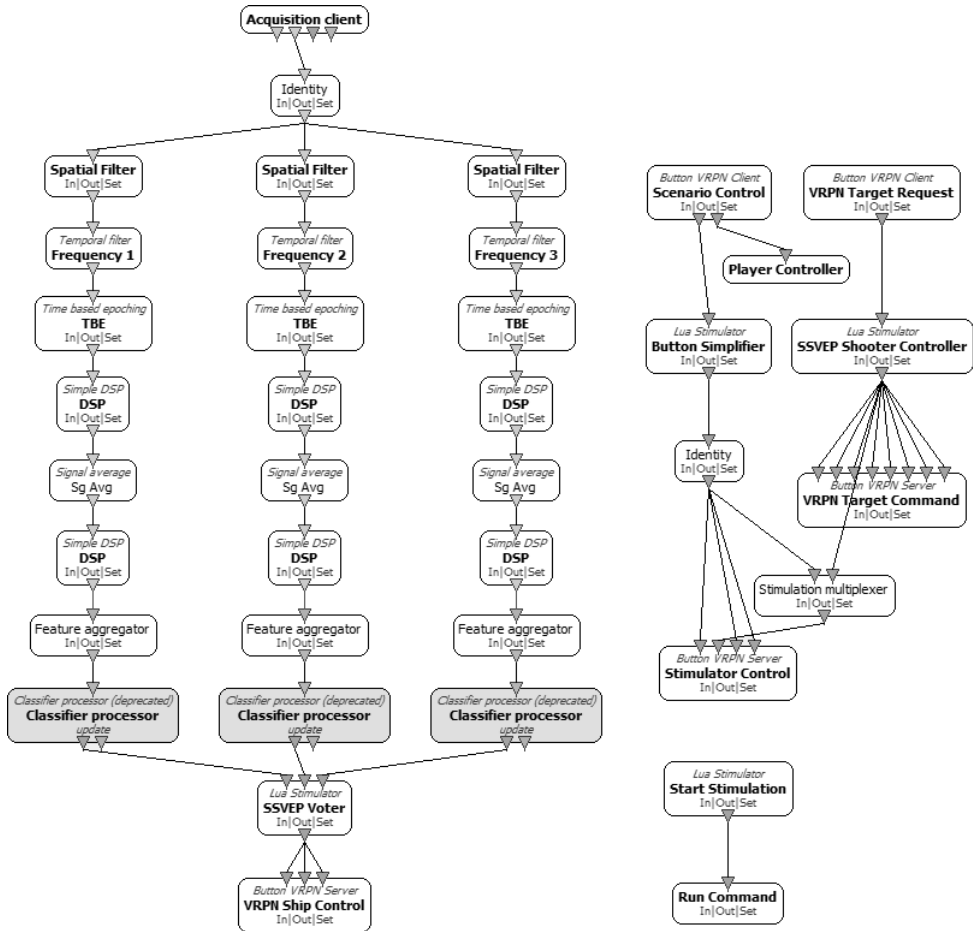 Acquisition client
Identity
In|Out|Set
Spatial Filter
In|Out|Set
Spatial Filter
In|Out|Set
Spatial Filter
In|Out|Set
Temporal filter
Frequency 1
Temporal filter
Frequency 2
Temporal filter
Frequency 3
Time based epoching
TBE
In|Out|Set
Time based epoching
TBE
In|Out|Set
Time based epoching
TBE
In|Out|Set
Simple DSP
DSP
In|Out|Set
Simple DSP
DSP
In|Out|Set
Simple DSP
DSP
In|Out|Set
Signal average
Sg Avg
Signal average
Sg Avg
Signal average
Sg Avg
Simple DSP
DSP
In|Out|Set
Simple DSP
DSP
In|Out|Set
Simple DSP
DSP
In|Out|Set
Feature aggregator
In|Out|Set
Feature aggregator
In|Out|Set
Feature aggregator
In|Out|Set
Classifier processor (deprecated)
Classifier processor
update
Classifier processor (deprecated)
Classifier processor
update
Classifier processor (deprecated)
Classifier processor
update
Lua Stimulator
SSVEP Voter
In|Out|Set
Button VRPN Server
VRPN Ship Control
In|Out|Set
Button VRPN Client
Scenario Control
In|Out|Set
Button VRPN Client
VRPN Target Request
In|Out|Set
Player Controller
Lua Stimulator
Button Simplifier
In|Out|Set
Lua Stimulator
SSVEP Shooter Controller
In|Out|Set
Identity
In|Out|Set
Button VRPN Server
VRPN Target Command
In|Out|Set
Stimulation multiplexer
In|Out|Set
Button VRPN Server
Stimulator Control
In|Out|Set
Lua Stimulator
Start Stimulation
In|Out|Set
Run Command
In|Out|Set